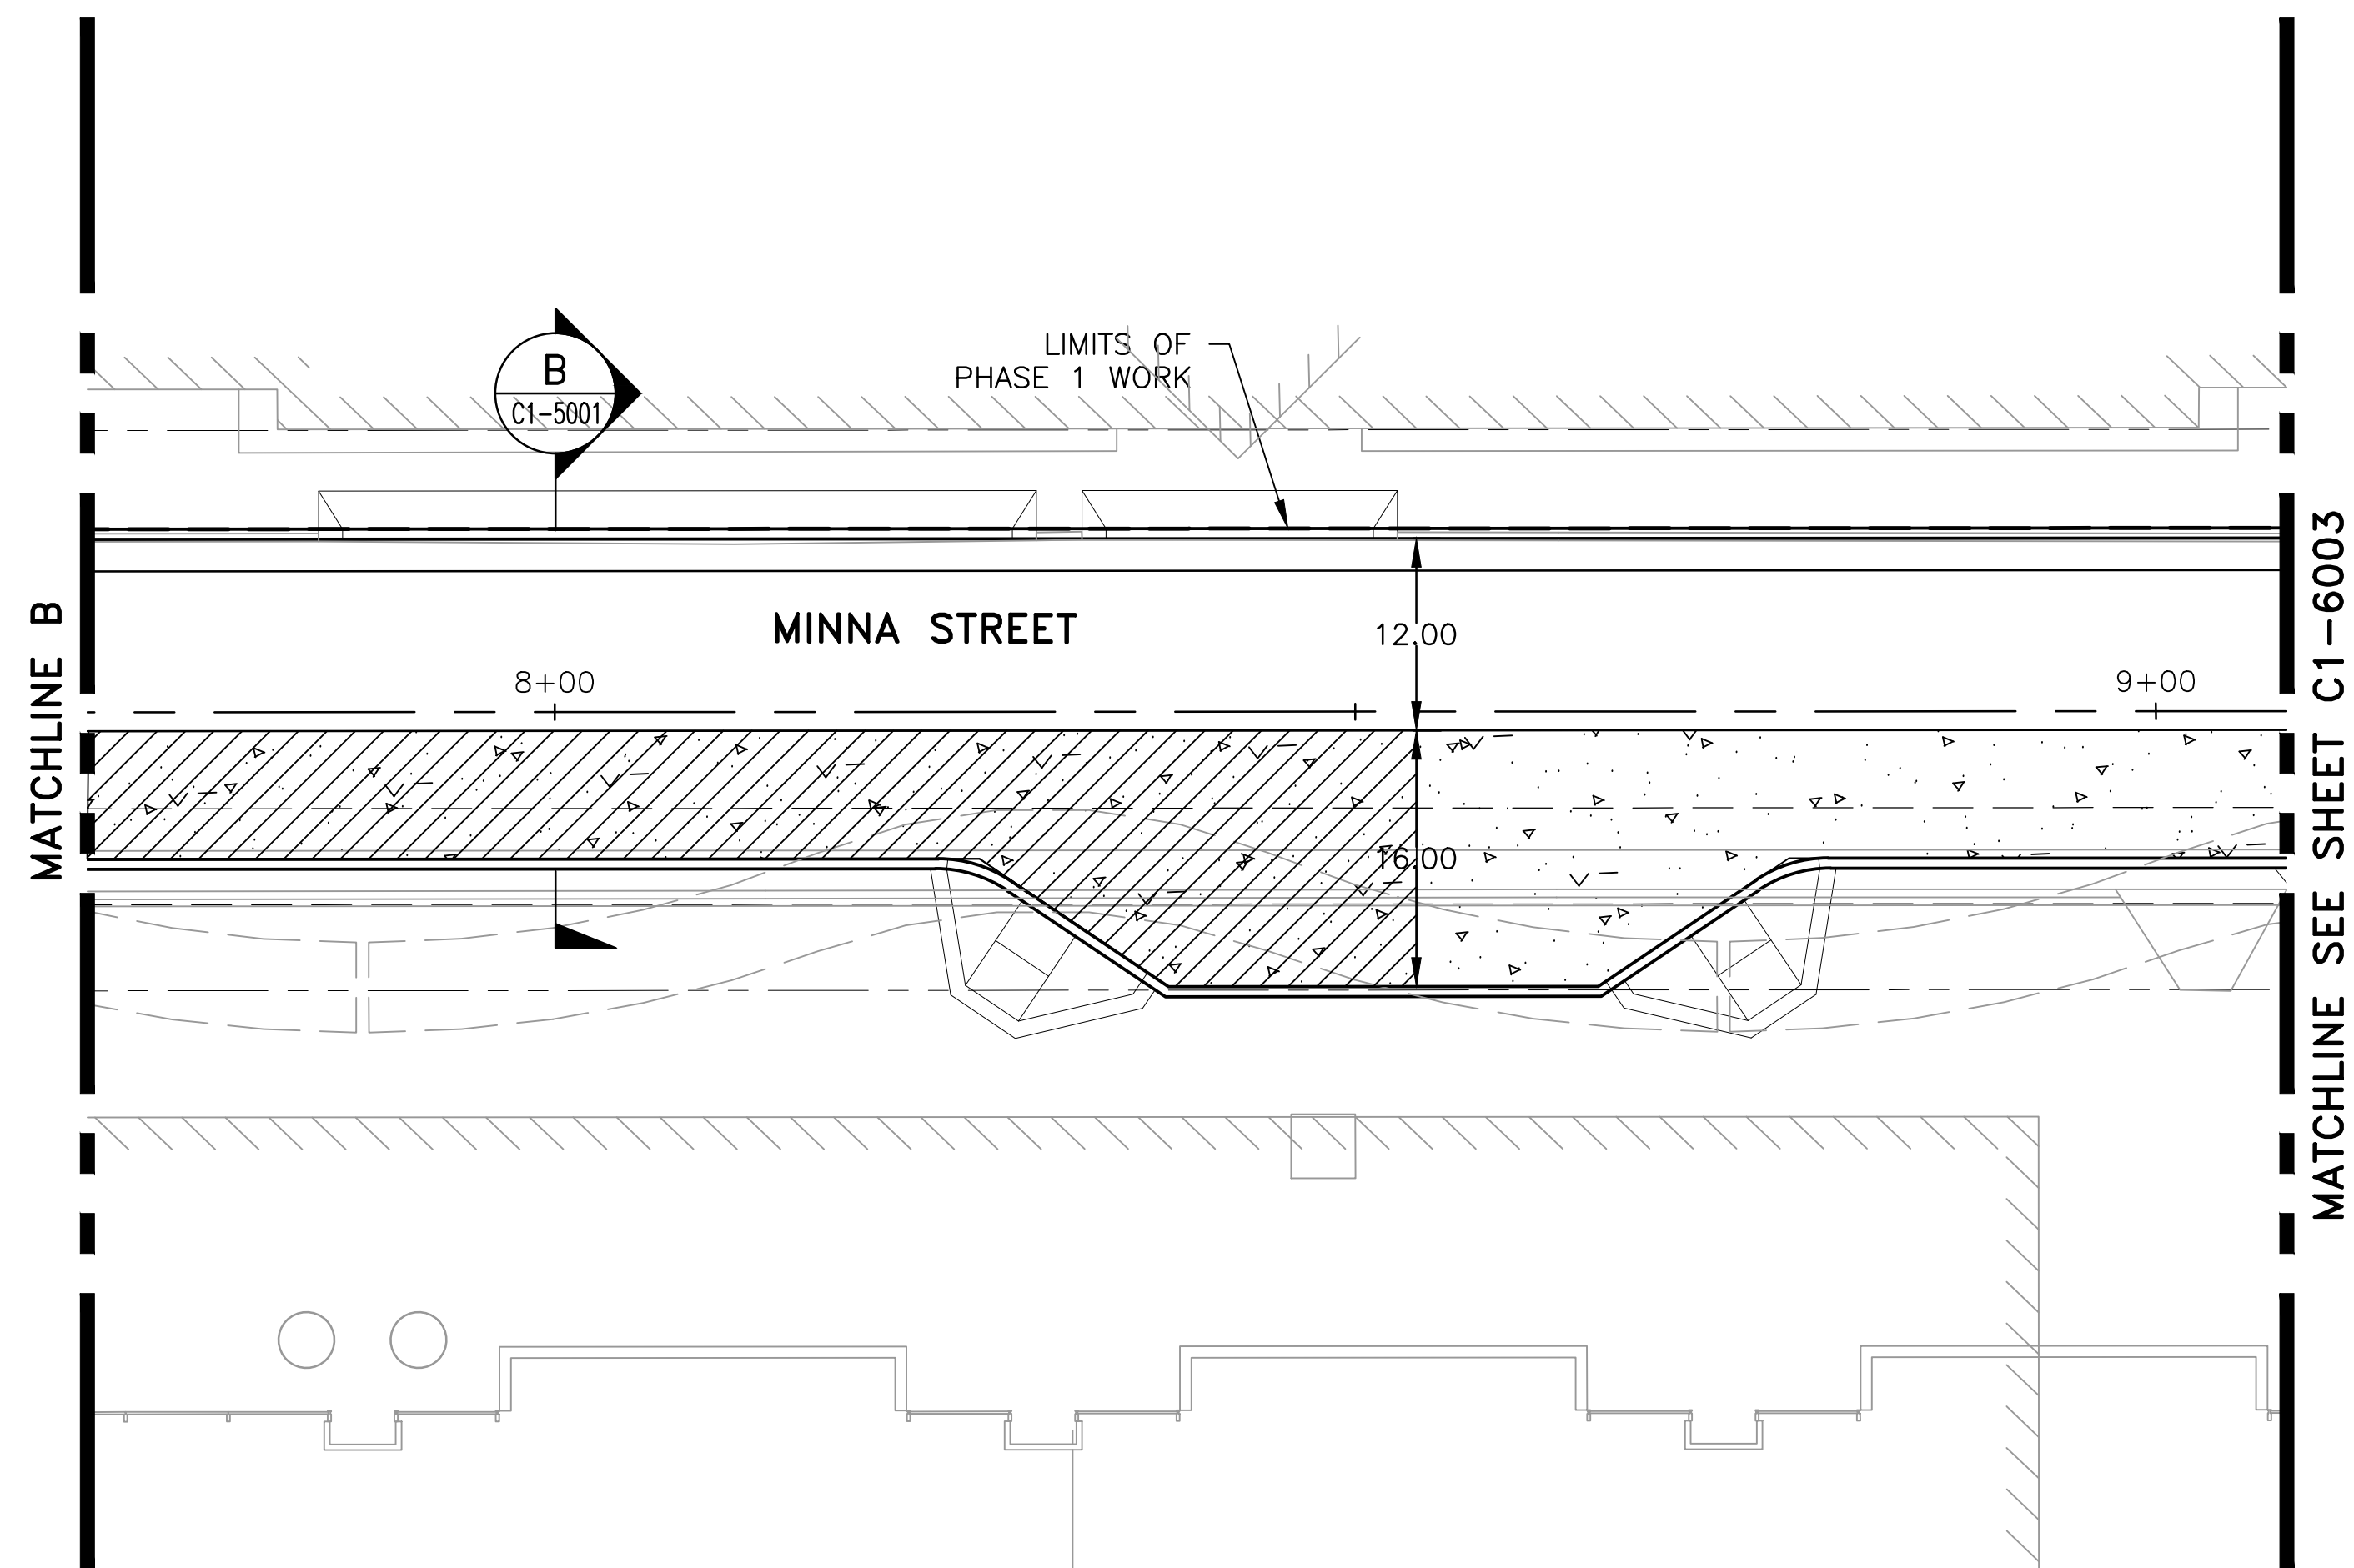 B
C1-5001
LIMITS OF
PHASE 1 WORK
MINNA STREET
12.00
8+00
9+00
16.00
MATCHLINE B
MATCHLINE SEE SHEET C1-6003